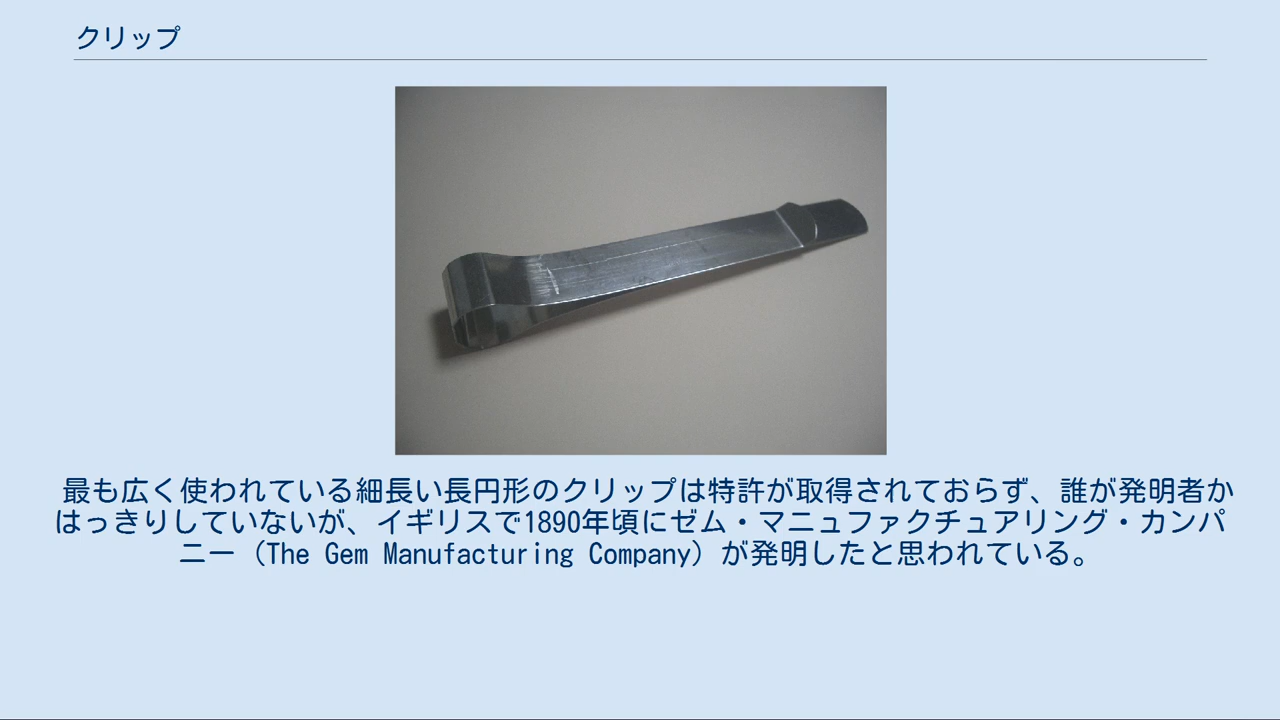 クリップ
最も広く使われている細長い長円形のクリップは特許が取得されておらず、誰が発明者か
はっきりしていないが、イギリスで1890年頃にゼム・マニュファクチュアリング・カンパ
ニー（The Gem Manufacturing Company）が発明したと思われている。